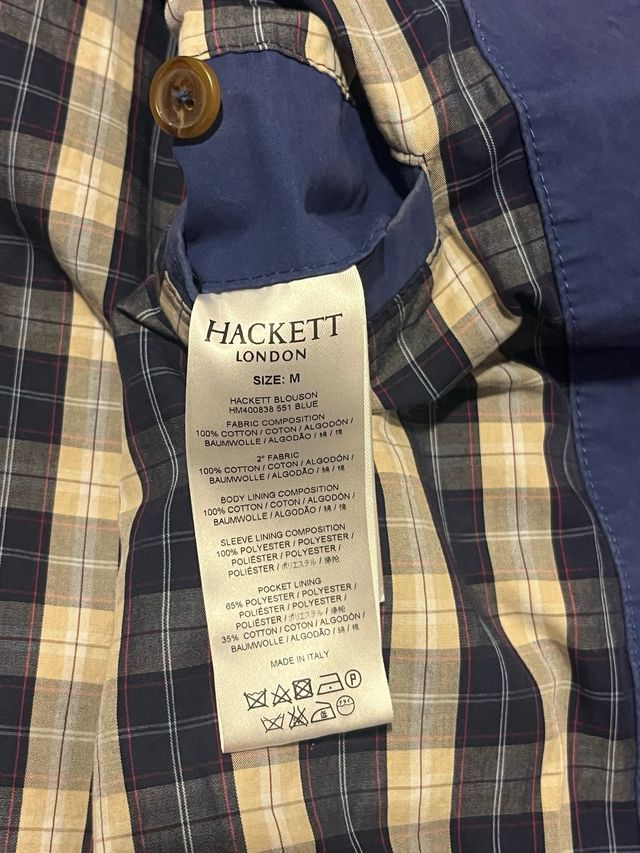 HACKETT
LONDON
SIZE: M
HACKETT BLOUSON
HM400838 551 BLUE
FABRIC COMPOSITION
100% COTTON / COTON / ALGODÓN /
BAUMWOLLE / ALGODÃO / 綿 / 棉
2° FABRIC
100% COTTON / COTON / ALGODÓN /
BAUMWOLLE / ALGODÃO / 綿 / 棉
BODY LINING COMPOSITION
100% COTTON / COTON / ALGODÓN /
BAUMWOLLE / ALGODÃO / 綿 / 棉
SLEEVE LINING COMPOSITION
100% POLYESTER / POLYESTER /
POLIÉSTER / POLYESTER /
POLIÉSTER / ポリエステル / 涤纶
POCKET LINING
65% POLYESTER / POLYESTER /
POLIÉSTER / POLYESTER /
POLIÉSTER / ポリエステル / 涤纶
35% COTTON / COTON / ALGODÓN /
BAUMWOLLE / ALGODÃO / 綿 / 棉
MADE IN ITALY
P